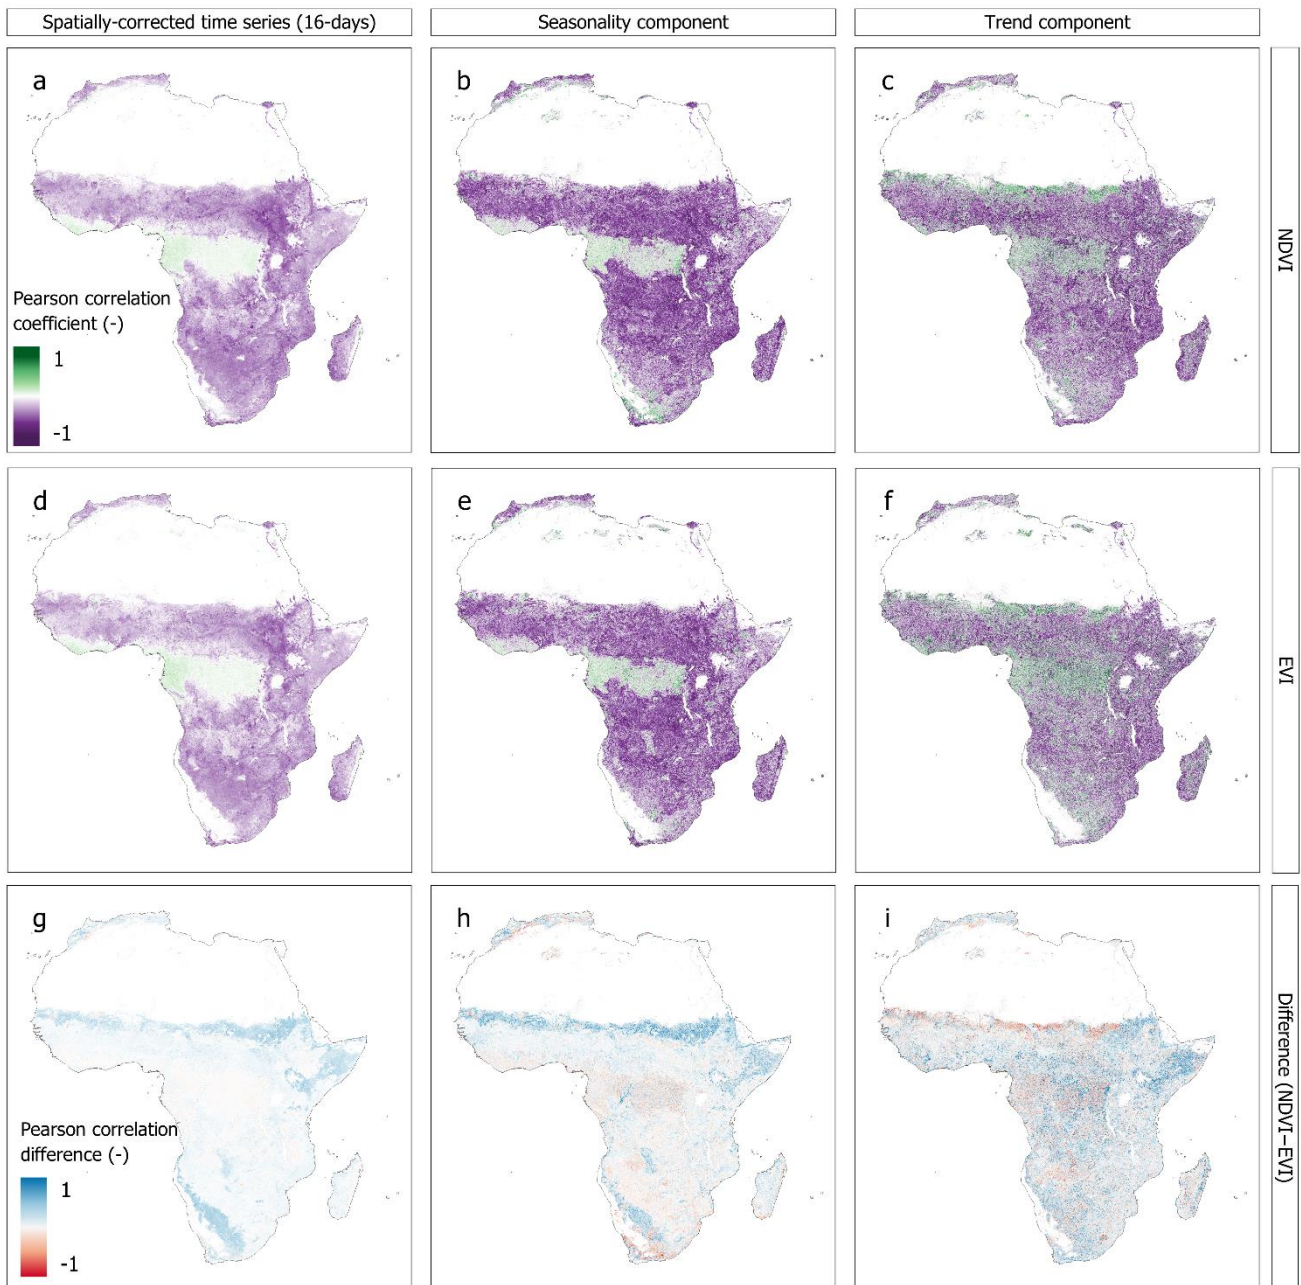 Spatially-corrected time series (16-days)
Seasonality component
Trend component
a
b
c
NDVI
Pearson correlation
coefficient (-)
1
-1
d
e
f
EVI
g
h
i
Difference (NDVI−EVI)
Pearson correlation
difference (-)
1
-1